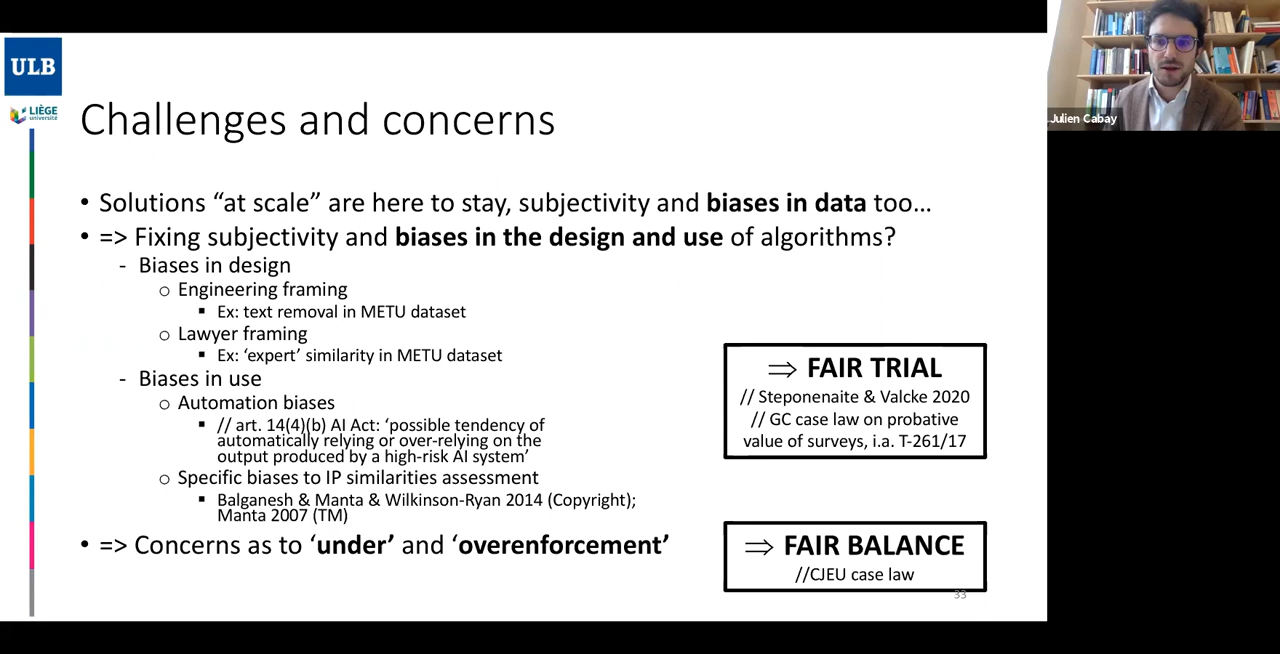 ULB
LIÈGE
université
Challenges and concerns
• Solutions “at scale” are here to stay, subjectivity and biases in data too…
• => Fixing subjectivity and biases in the design and use of algorithms?
- Biases in design
o Engineering framing
▪ Ex: text removal in METU dataset
o Lawyer framing
▪ Ex: ‘expert’ similarity in METU dataset
- Biases in use
o Automation biases
▪ // art. 14(4)(b) AI Act: ‘possible tendency of
automatically relying or over-relying on the
output produced by a high-risk AI system’
o Specific biases to IP similarities assessment
▪ Balganesh & Manta & Wilkinson-Ryan 2014 (Copyright);
Manta 2007 (TM)
• => Concerns as to ‘under’ and ‘overenforcement’
⇒ FAIR TRIAL
// Steponenaite & Valcke 2020
// GC case law on probative
value of surveys, i.a. T-261/17
⇒ FAIR BALANCE
//CJEU case law
33
Julien Cabay